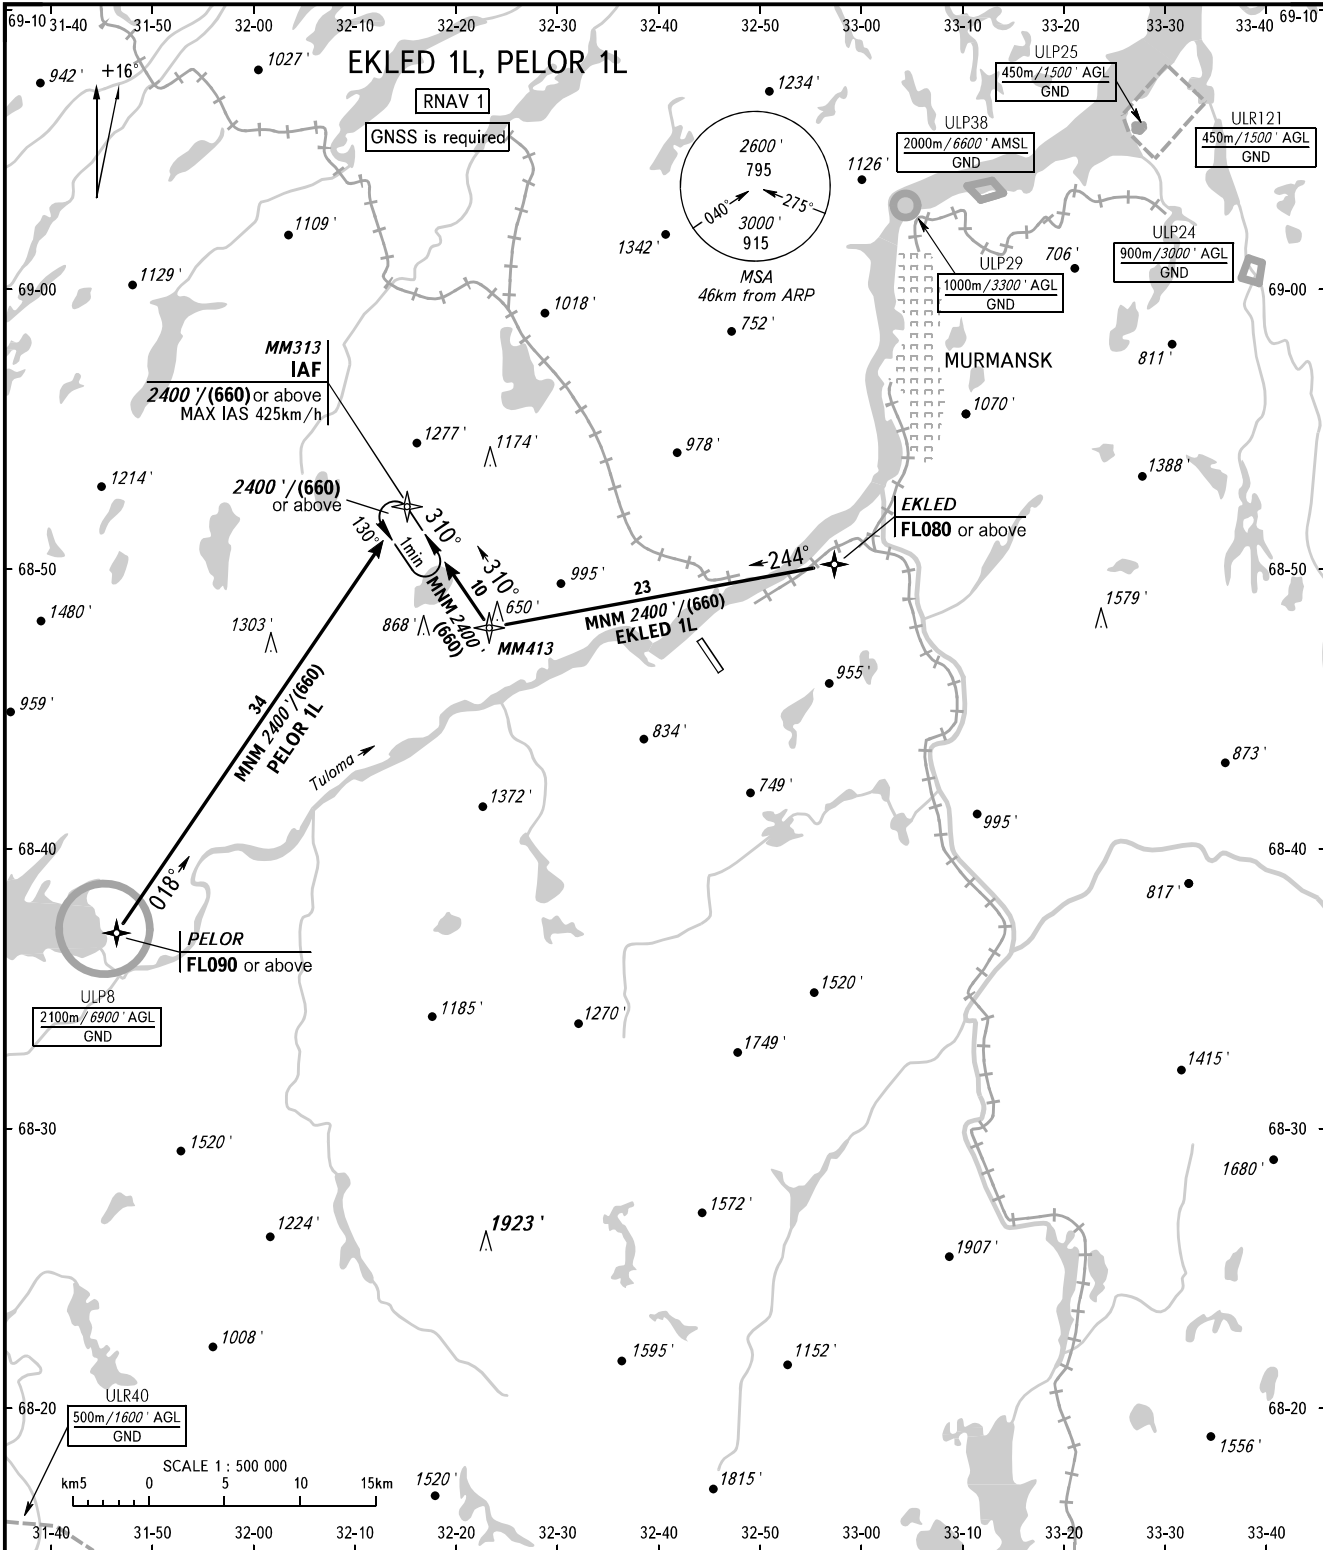 69-10
31-40
31-50
32-00
32-10
32-20
32-30
32-40
32-50
33-00
33-10
33-20
33-30
33-40
69-10
EKLED 1L, PELOR 1L
RNAV 1
GNSS is required
+16°
942'
1027'
1234'
2600'
795
040°
275°
3000'
915
MSA
46km from ARP
ULP25
450m/1500' AGL
GND
ULP38
2000m/6600' AMSL
GND
ULR121
450m/1500' AGL
GND
1126'
1109'
1342'
1129'
ULP24
900m/3000' AGL
GND
706'
ULP29
1000m/3300' AGL
GND
69-00
69-00
1018'
752'
811'
MURMANSK
MM313
IAF
2400'/(660) or above
MAX IAS 425km/h
1070'
1277'
1174'
978'
1388'
1214'
2400'/(660)
or above
EKLED
FL080 or above
310°
130°
1min
310°
10
MNM 2400'
(660)
244°
23
MNM 2400'/(660)
EKLED 1L
68-50
68-50
995'
650'
868'
MM413
1480'
1303'
1579'
955'
959'
34
MNM 2400'/(660)
PELOR 1L
018°
Tuloma
834'
873'
749'
1372'
995'
68-40
68-40
817'
PELOR
FL090 or above
ULP8
2100m/6900' AGL
GND
1520'
1185'
1270'
1749'
1415'
68-30
68-30
1520'
1680'
1572'
1224'
1923'
1907'
1008'
1595'
1152'
ULR40
500m/1600' AGL
GND
68-20
68-20
1556'
SCALE 1 : 500 000
km5
0
5
10
15km
1520'
1815'
31-40
31-50
32-00
32-10
32-20
32-30
32-40
32-50
33-00
33-10
33-20
33-30
33-40